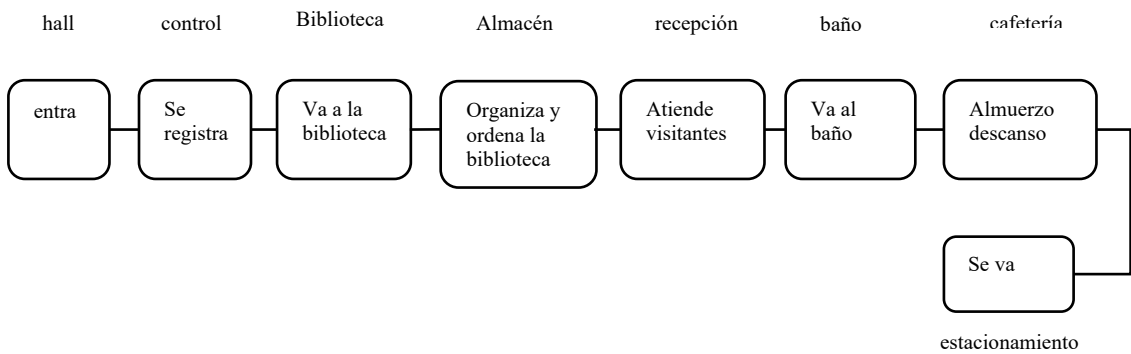 hall control Biblioteca Almacén recepción baño cafetería
entra
Se
registra
Va a la
biblioteca
Organiza y
ordena la
biblioteca
Atiende
visitantes
Va al
baño
Almuerzo
descanso
Se va
estacionamiento